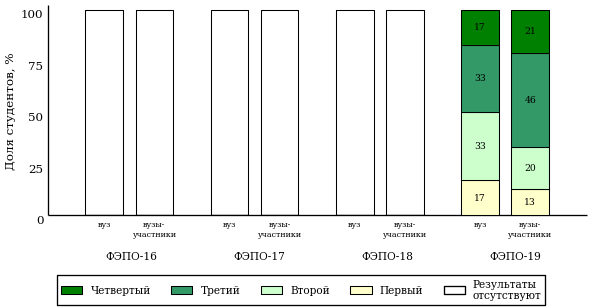 Доля студентов, %
100
75
50
25
0
17
33
33
17
21
46
20
13
вуз
вузы-
участники
вуз
вузы-
участники
вуз
вузы-
участники
вуз
вузы-
участники
ФЭПО-16
ФЭПО-17
ФЭПО-18
ФЭПО-19
Четвертый
Третий
Второй
Первый
Результаты
отсутствуют